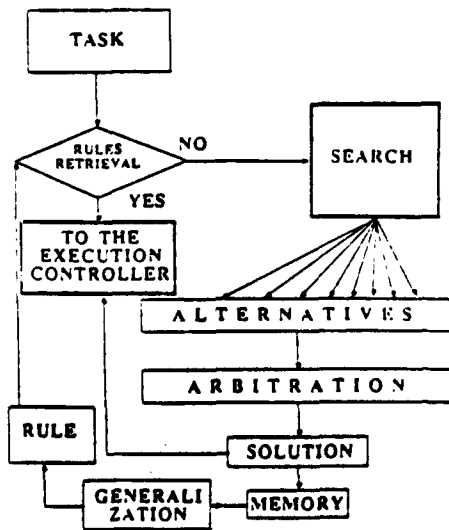 TASK
RULES
RETRIEVAL
NO
SEARCH
YES
TO THE
EXECUTION
CONTROLLER
ALTERNATIVES
ARBITRATION
RULE
SOLUTION
GENERALI
ZATION
MEMORY